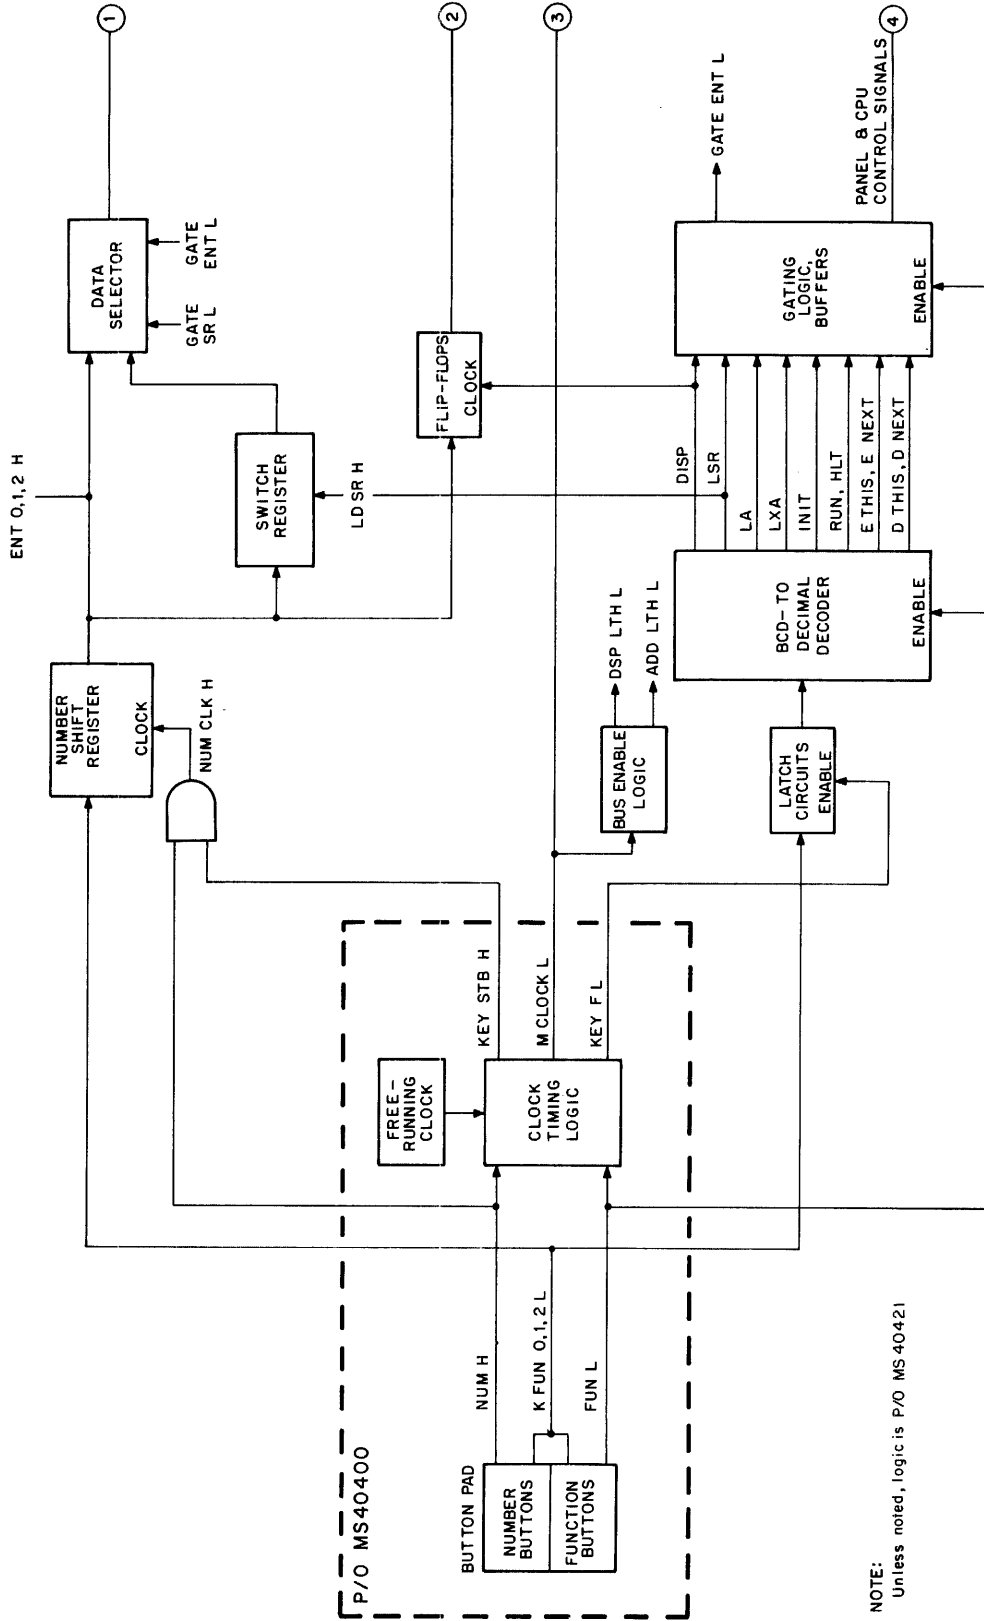 P/O MS40400
BUTTON PAD
NUMBER
BUTTONS
FUNCTION
BUTTONS
NUM H
K FUN 0,1,2 L
FUN L
FREE-
RUNNING
CLOCK
CLOCK
TIMING
LOGIC
KEY STB H
M CLOCK L
KEY F L
NUM CLK H
NUMBER
SHIFT
REGISTER
CLOCK
ENT 0,1,2 H
SWITCH
REGISTER
LD SR H
DATA
SELECTOR
GATE
SR L
GATE
ENT L
1
FLIP-FLOPS
CLOCK
2
3
BUS ENABLE
LOGIC
DSP LTH L
ADD LTH L
LATCH
CIRCUITS
ENABLE
BCD-TO
DECIMAL
DECODER
ENABLE
DISP
LSR
LA
LXA
INIT
RUN, HLT
E THIS, E NEXT
D THIS, D NEXT
GATING
LOGIC,
BUFFERS
ENABLE
GATE ENT L
PANEL & CPU
CONTROL SIGNALS
4
NOTE:
Unless noted, logic is P/O MS 40421